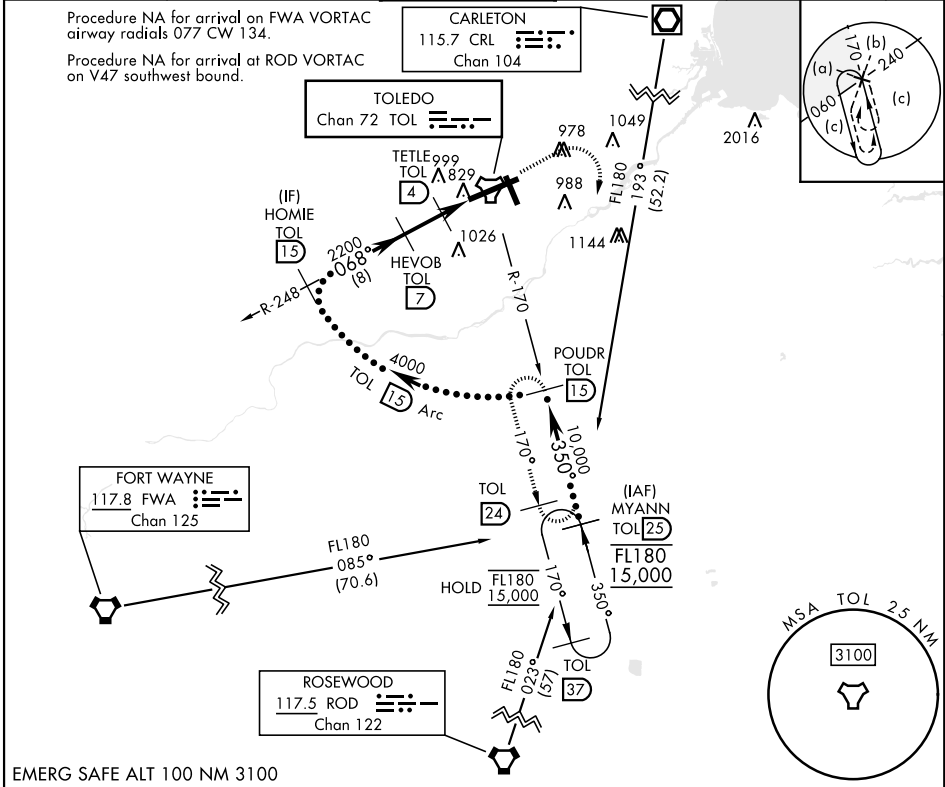 Procedure NA for arrival on FWA VORTAC
airway radials 077 CW 134.
Procedure NA for arrival at ROD VORTAC
on V47 southwest bound.
CARLETON
115.7 CRL
Chan 104
TOLEDO
Chan 72 TOL
170
(b)
240
(a)
(c)
060
(c)
2016
978
1049
988
1144
FL180
193°
(52.2)
TETLE
TOL
4
999
829
1026
(IF)
HOMIE
TOL
15
2200
068°
(8)
HEVOB
TOL
7
R-248
R-170
4000
TOL 15 Arc
POUDR
TOL
15
10,000
350°
170°
FORT WAYNE
117.8 FWA
Chan 125
FL180
085°
(70.6)
TOL
24
(IAF)
MYANN
TOL 25
FL180
15,000
HOLD
FL180
15,000
170°
350°
TOL
37
FL180
023°
(57)
ROSEWOOD
117.5 ROD
Chan 122
MSA TOL 25 NM
3100
EMERG SAFE ALT 100 NM 3100